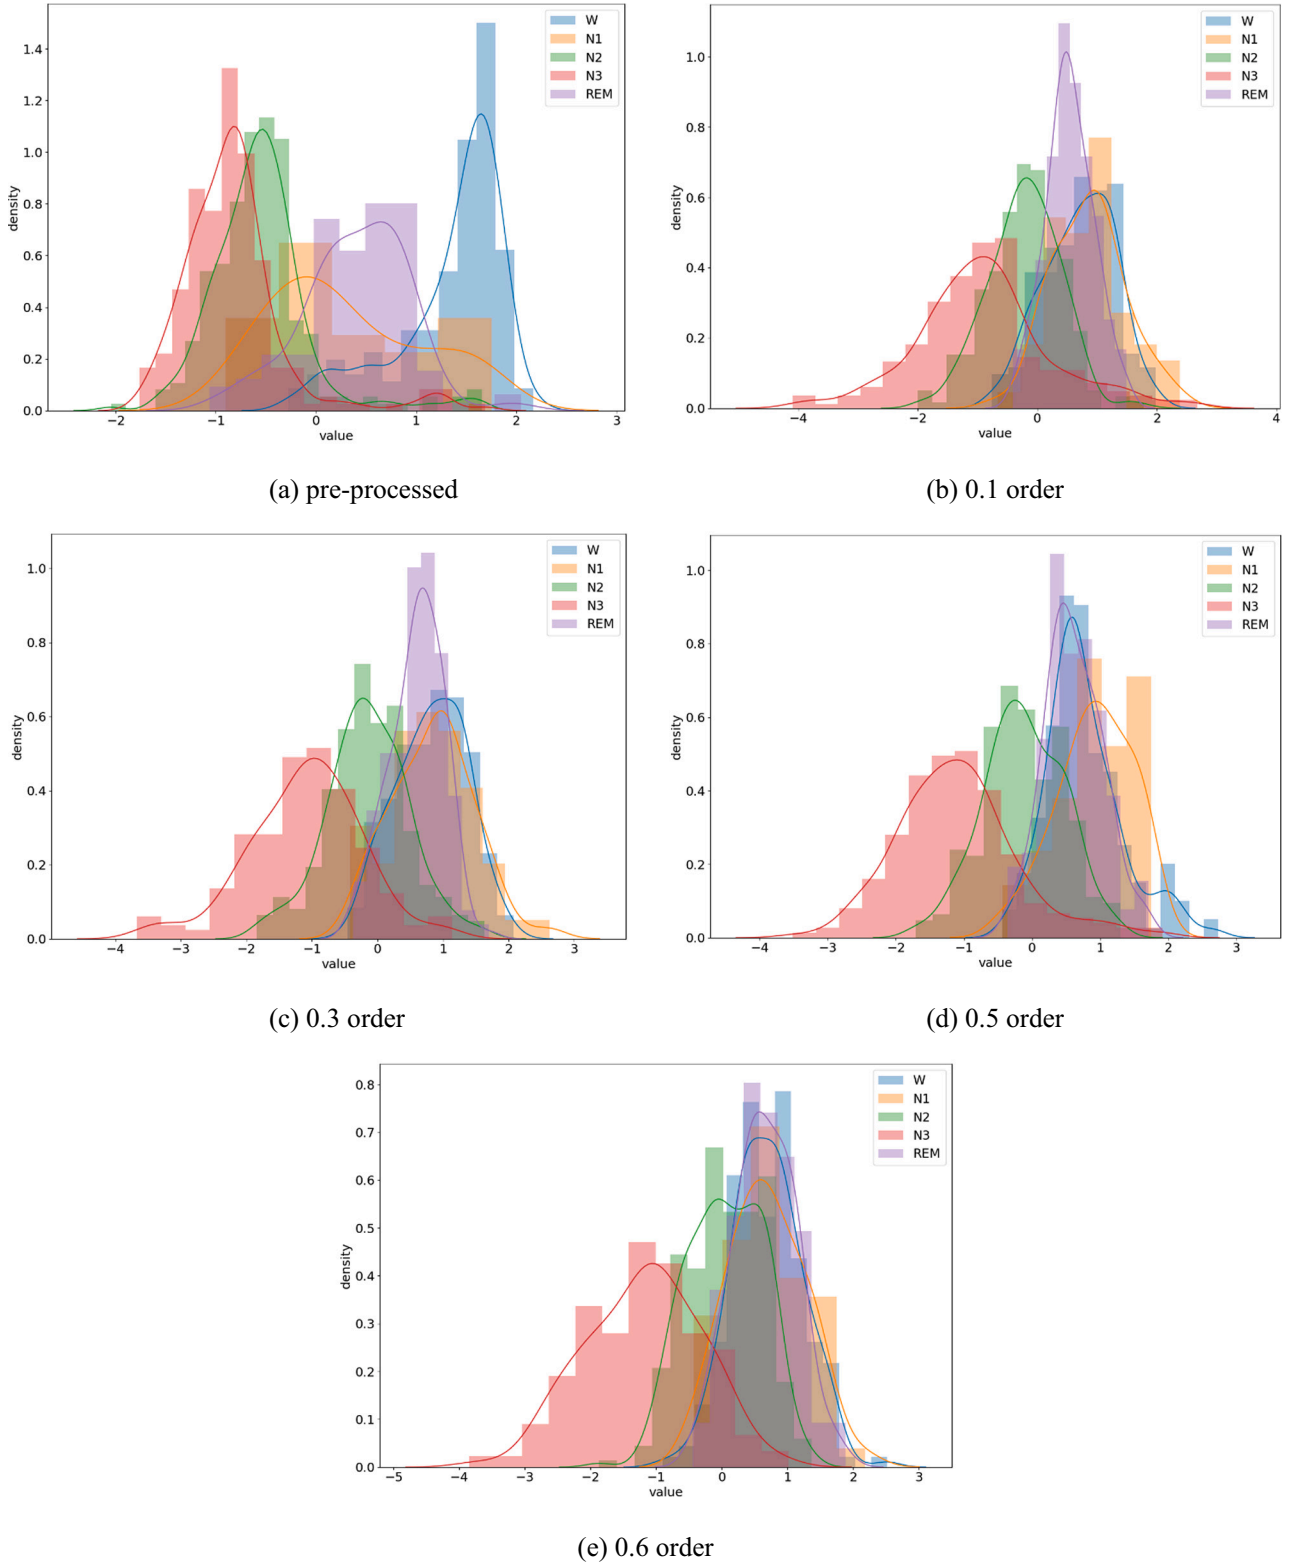 W
N1
N2
N3
REM
density
1.4
1.2
1.0
0.8
0.6
0.4
0.2
0.0
−2 −1 0 1 2 3
value
(a) pre-processed
W
N1
N2
N3
REM
density
1.0
0.8
0.6
0.4
0.2
0.0
−4 −2 0 2 4
value
(b) 0.1 order
W
N1
N2
N3
REM
density
1.0
0.8
0.6
0.4
0.2
0.0
−4 −3 −2 −1 0 1 2 3
value
(c) 0.3 order
W
N1
N2
N3
REM
density
1.0
0.8
0.6
0.4
0.2
0.0
−4 −3 −2 −1 0 1 2 3
value
(d) 0.5 order
W
N1
N2
N3
REM
density
0.8
0.7
0.6
0.5
0.4
0.3
0.2
0.1
0.0
−5 −4 −3 −2 −1 0 1 2 3
value
(e) 0.6 order